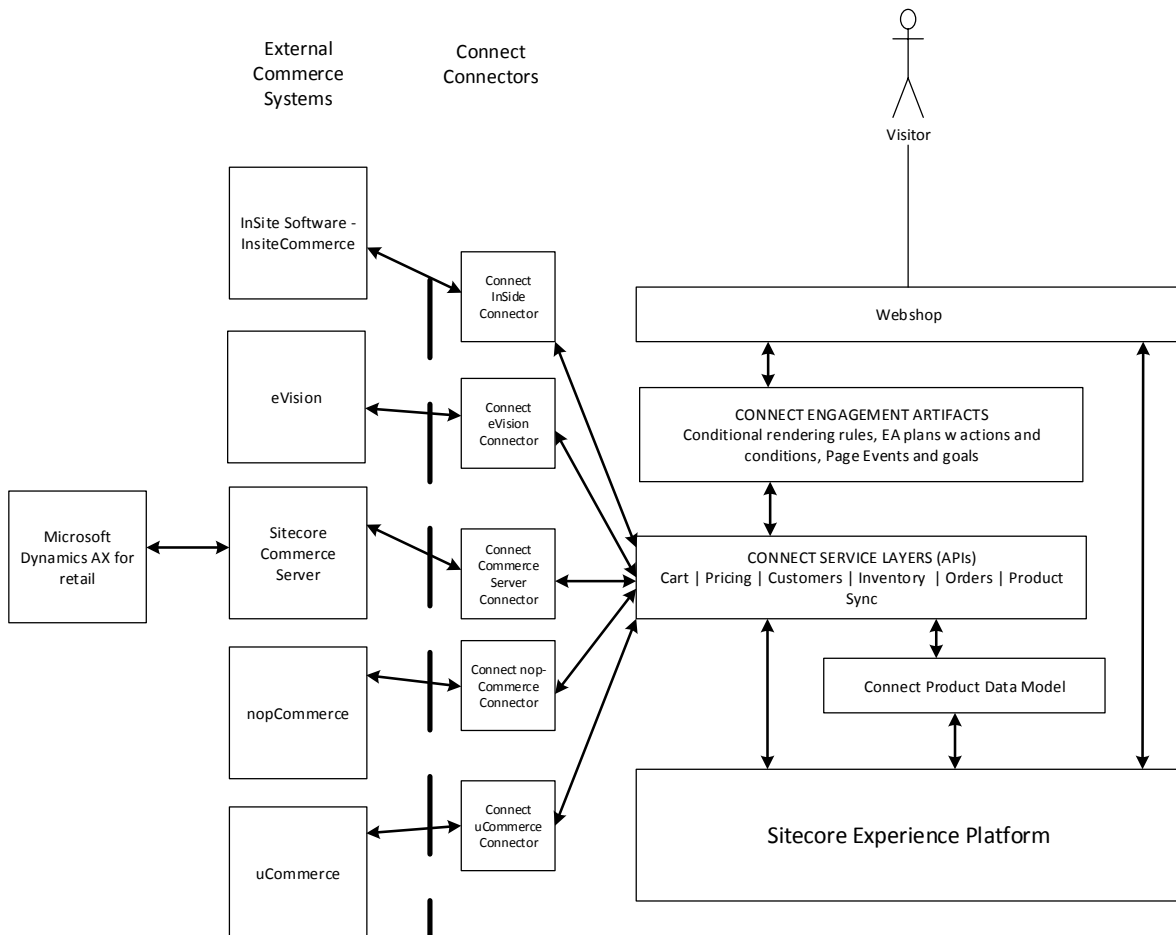 External
Commerce
Systems
Connect
Connectors
Visitor
InSite Software -
InsiteCommerce
Connect
InSide
Connector
Webshop
eVision
Connect
eVision
Connector
CONNECT ENGAGEMENT ARTIFACTS
Conditional rendering rules, EA plans w actions and
conditions, Page Events and goals
Microsoft
Dynamics AX for
retail
Sitecore
Commerce
Server
Connect
Commerce
Server
Connector
CONNECT SERVICE LAYERS (APIs)
Cart | Pricing | Customers | Inventory | Orders | Product
Sync
nopCommerce
Connect nop-
Commerce
Connector
Connect Product Data Model
uCommerce
Connect
uCommerce
Connector
Sitecore Experience Platform